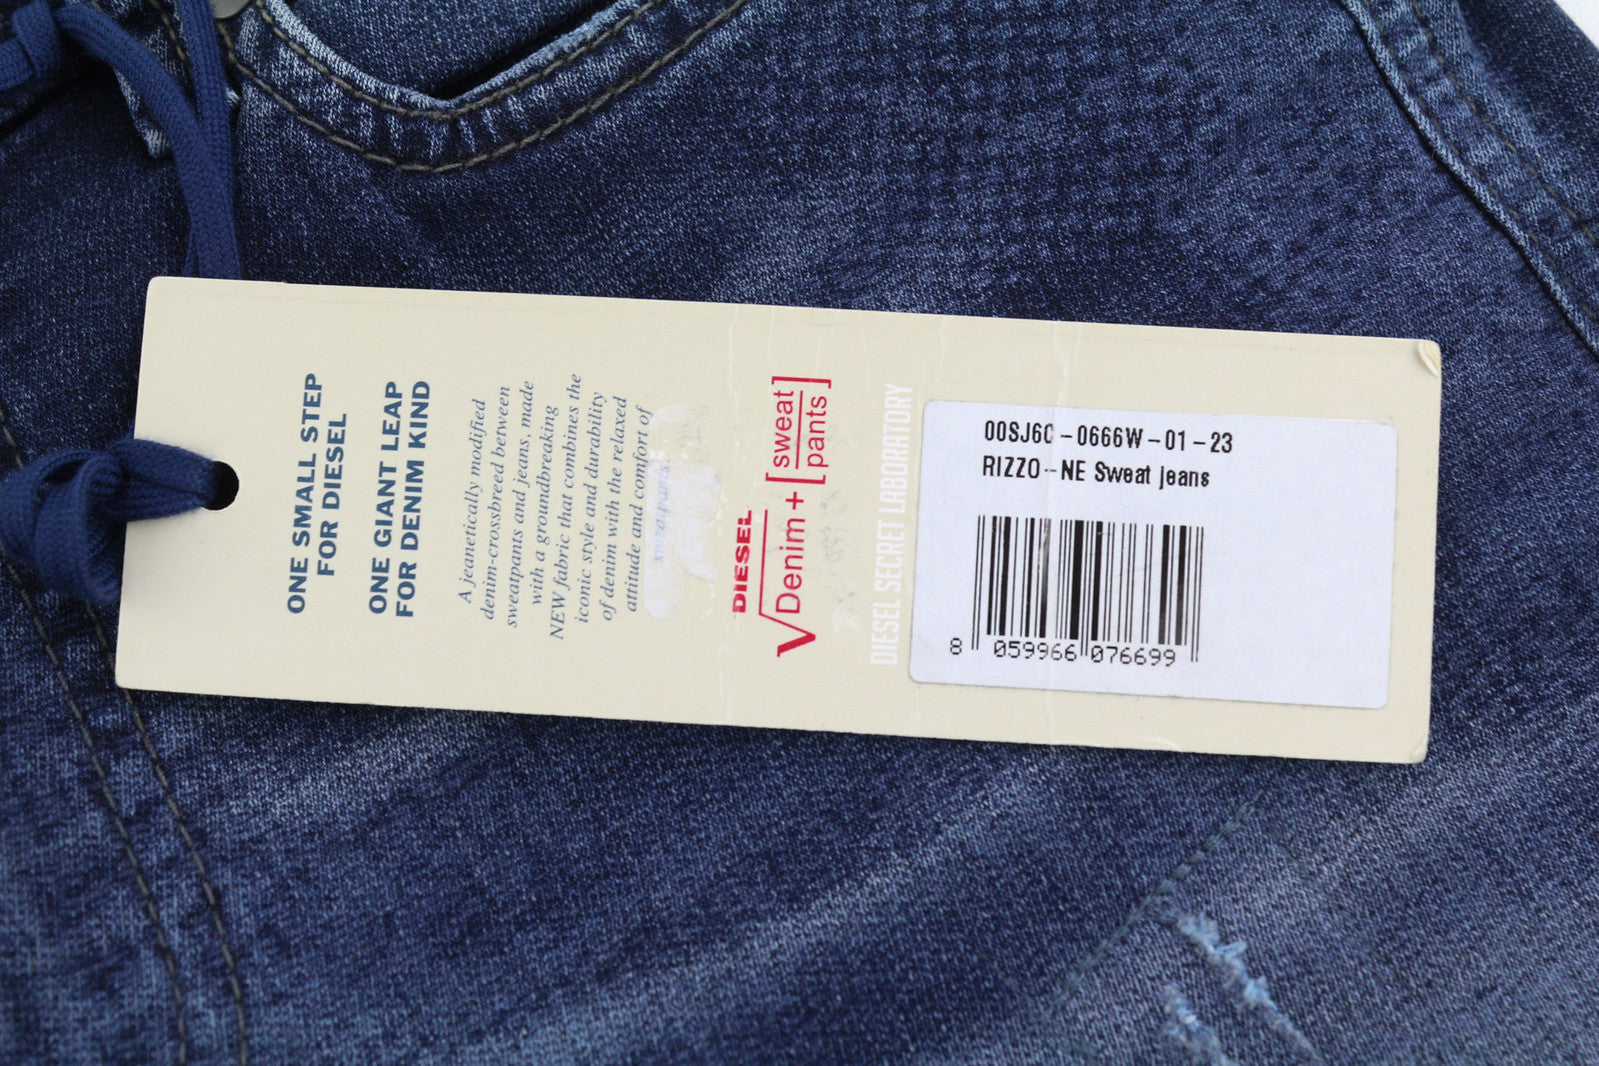 ONE SMALL STEP
FOR DIESEL
ONE GIANT LEAP
FOR DENIM KIND
A jeanetically modified
denim-crossbreed between
sweatpants and jeans, made
with a groundbreaking
NEW fabric that combines the
iconic style and durability
of denim with the relaxed
attitude and comfort of
DIESEL
√Denim + [sweat
pants]
DIESEL SECRET LABORATORY
00SJ6C-0666W-01-23
RIZZO-NE Sweat jeans
8 059966 076699